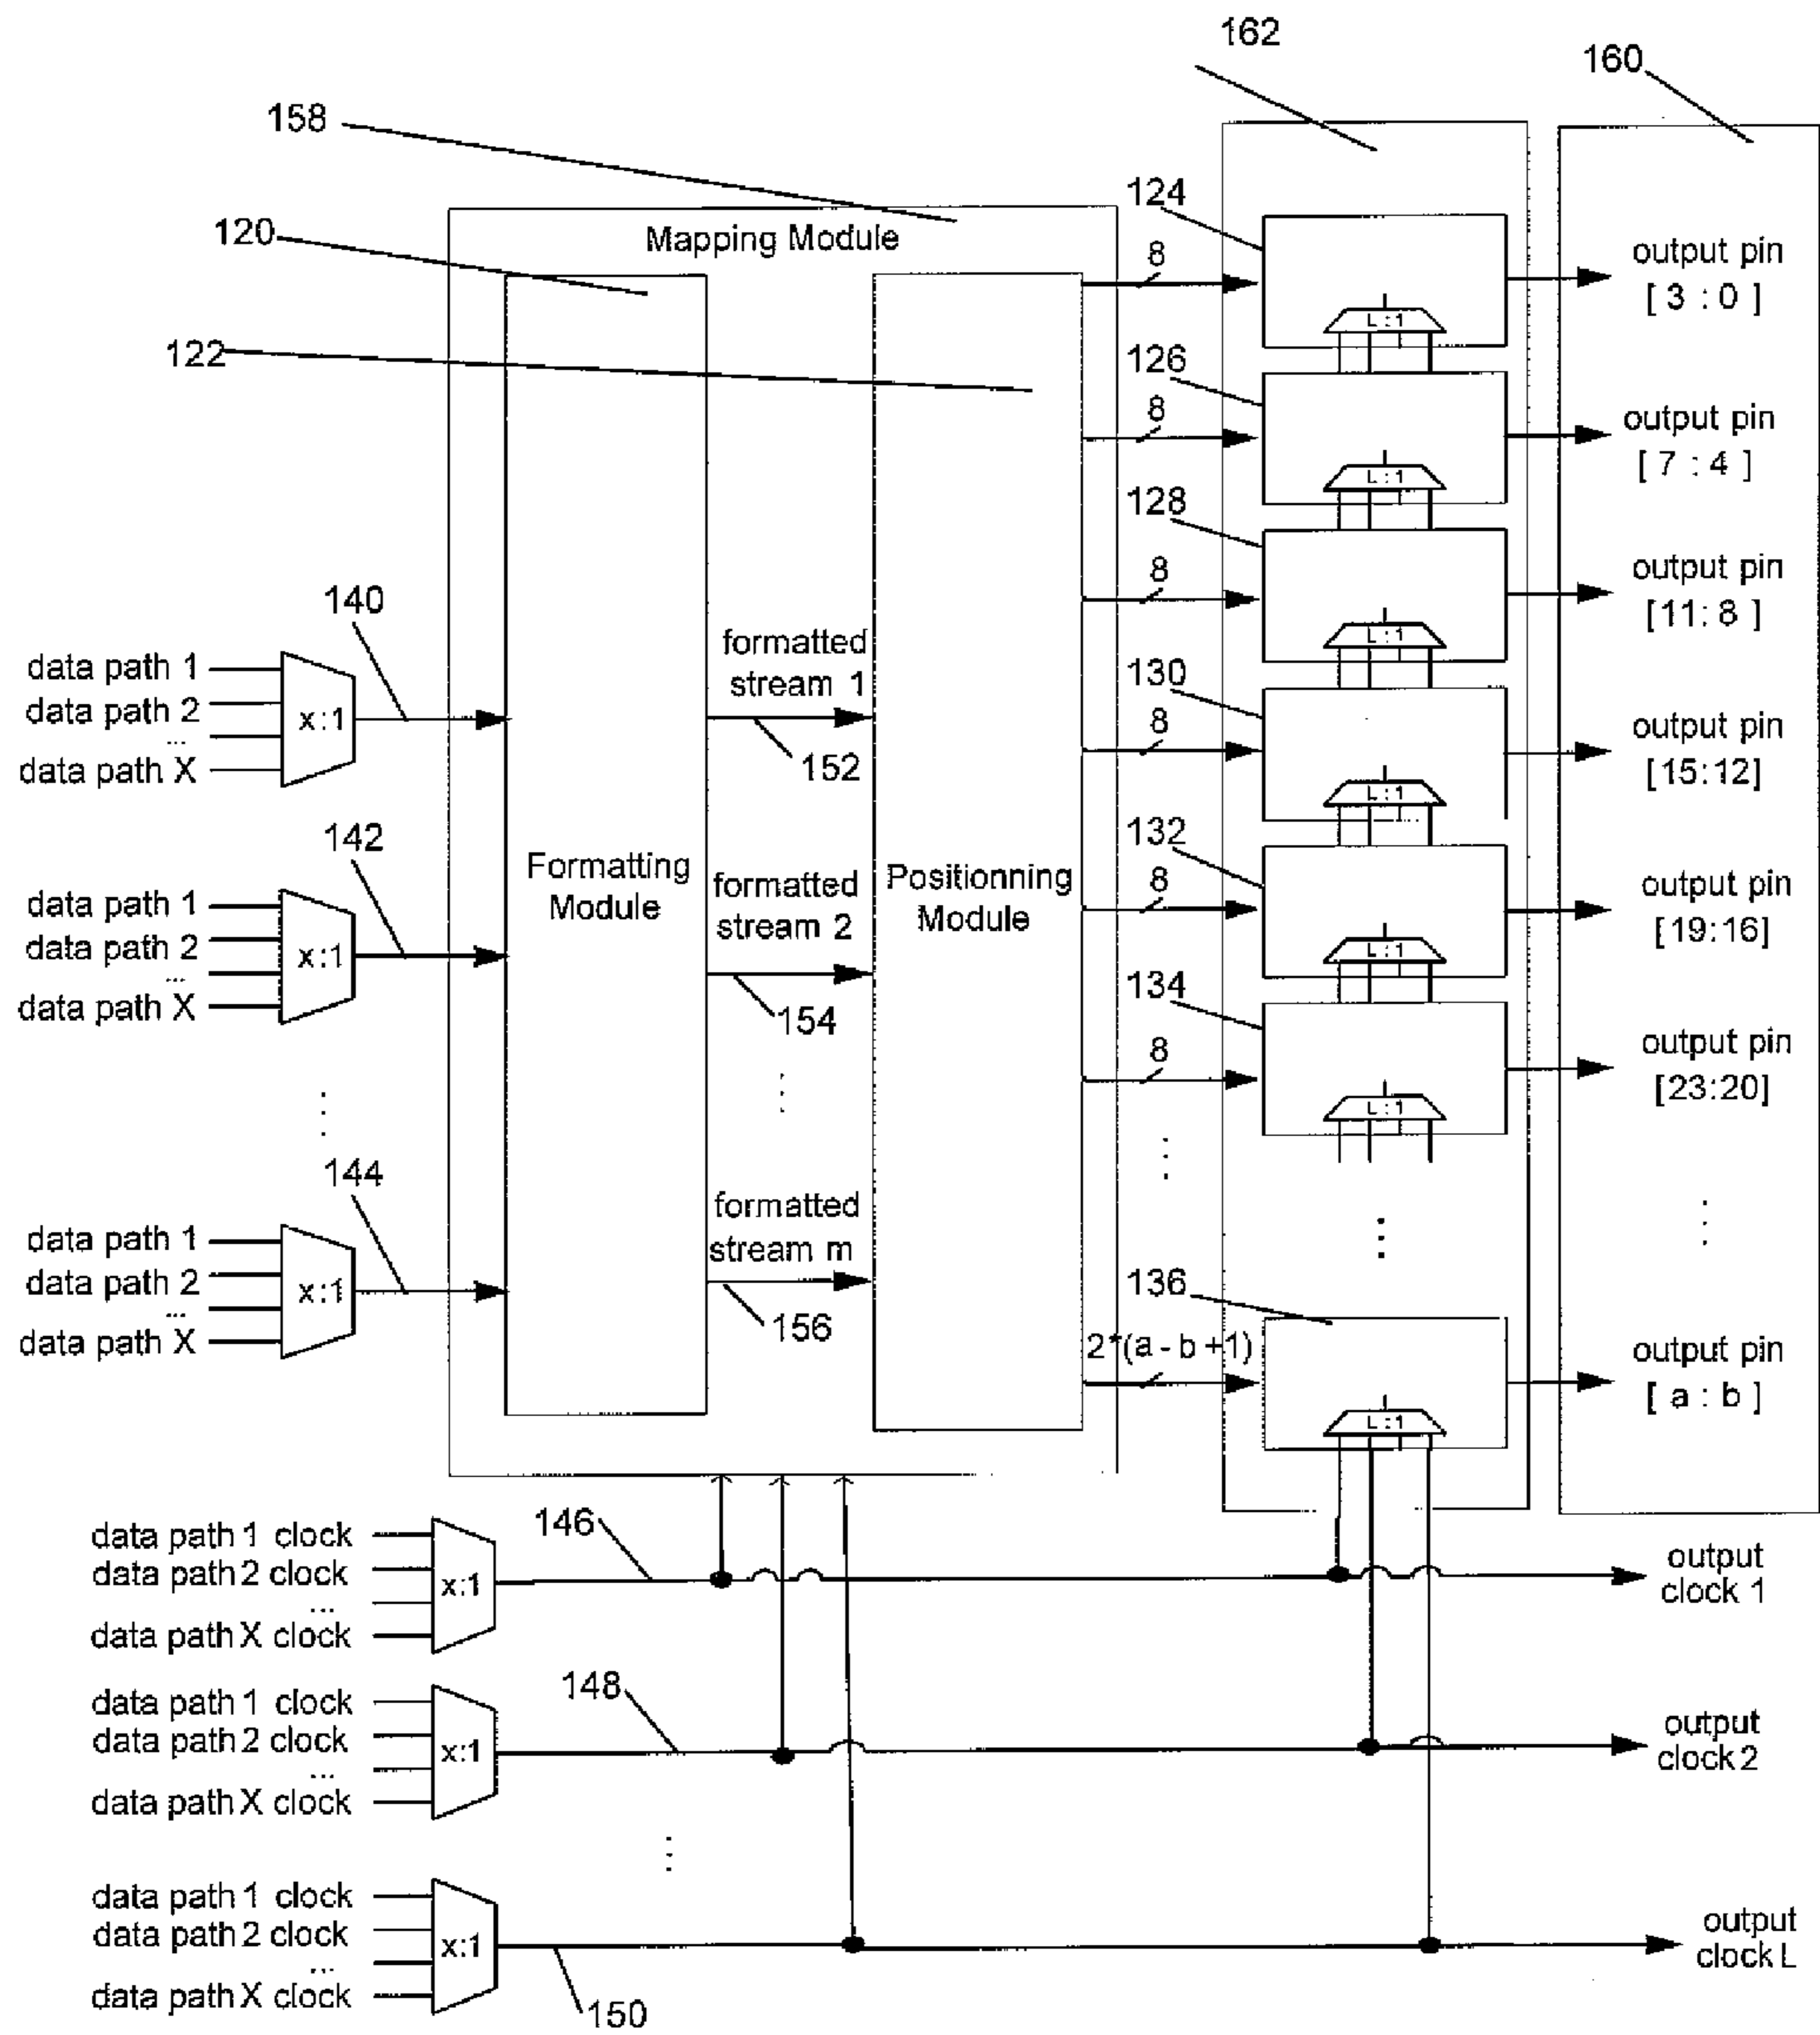 162
160
158
124
120
Mapping Module
8
output pin
[ 3 : 0 ]
L:1
122
126
8
output pin
[ 7 : 4 ]
L:1
128
8
output pin
[11: 8 ]
L:1
140
data path 1
data path 2
...
data path X
x:1
formatted
stream 1
152
130
8
output pin
[15:12]
L:1
142
data path 1
data path 2
...
data path X
x:1
Formatting
Module
formatted
stream 2
154
Positionning
Module
132
8
output pin
[19:16]
L:1
134
8
output pin
[23:20]
L:1
144
data path 1
data path 2
...
data path X
x:1
formatted
stream m
156
136
2*(a - b +1)
output pin
[ a : b ]
L:1
data path 1 clock
data path 2 clock
...
data path X clock
x:1
146
output
clock 1
data path 1 clock
data path 2 clock
...
data path X clock
x:1
148
output
clock 2
data path 1 clock
data path 2 clock
...
data path X clock
x:1
150
output
clock L